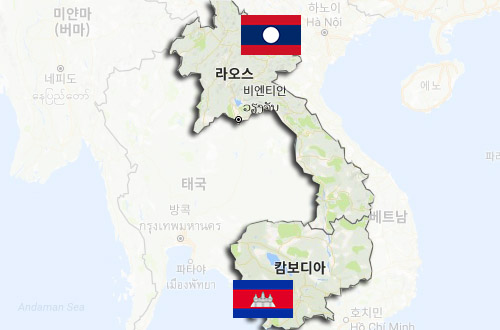 미얀마
(버마)
하노이
Hà Nội
라오스
네피도
နေပြည်တော်
비엔티안
ວຽງຈັນ
에노
파라
태국
방콕
กรุงเทพมหานคร
베트남
파타야
เมืองพัทยา
캄보디아
Andaman Sea
호치민
Hồ Chí Minh